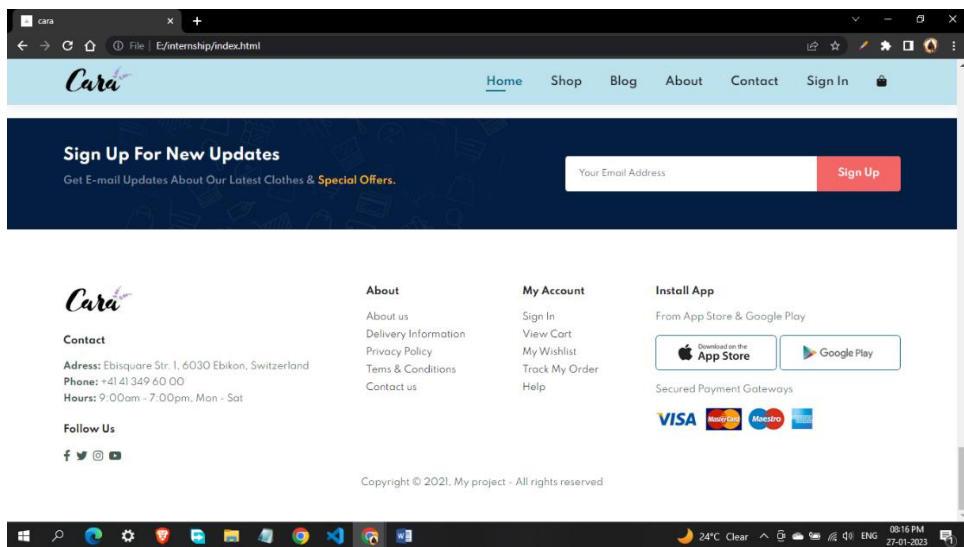 cara
File | E:/internship/index.html
Cara Home Shop Blog About Contact Sign In
Sign Up For New Updates
Get E-mail Updates About Our Latest Clothes & Special Offers.
Your Email Address Sign Up
Cara
Contact
Adress: Ebisquare Str. 1, 6030 Ebikon, Switzerland
Phone: +41 41 349 60 00
Hours: 9:00am - 7:00pm, Mon - Sat
Follow Us
About
About us
Delivery Information
Privacy Policy
Tems & Conditions
Contact us
My Account
Sign In
View Cart
My Wishlist
Track My Order
Help
Install App
From App Store & Google Play
Download on the
App Store
Google Play
Secured Payment Gateways
VISA MasterCard Maestro
Copyright © 2021, My project - All rights reserved
24°C Clear ENG 08:16 PM
27-01-2023